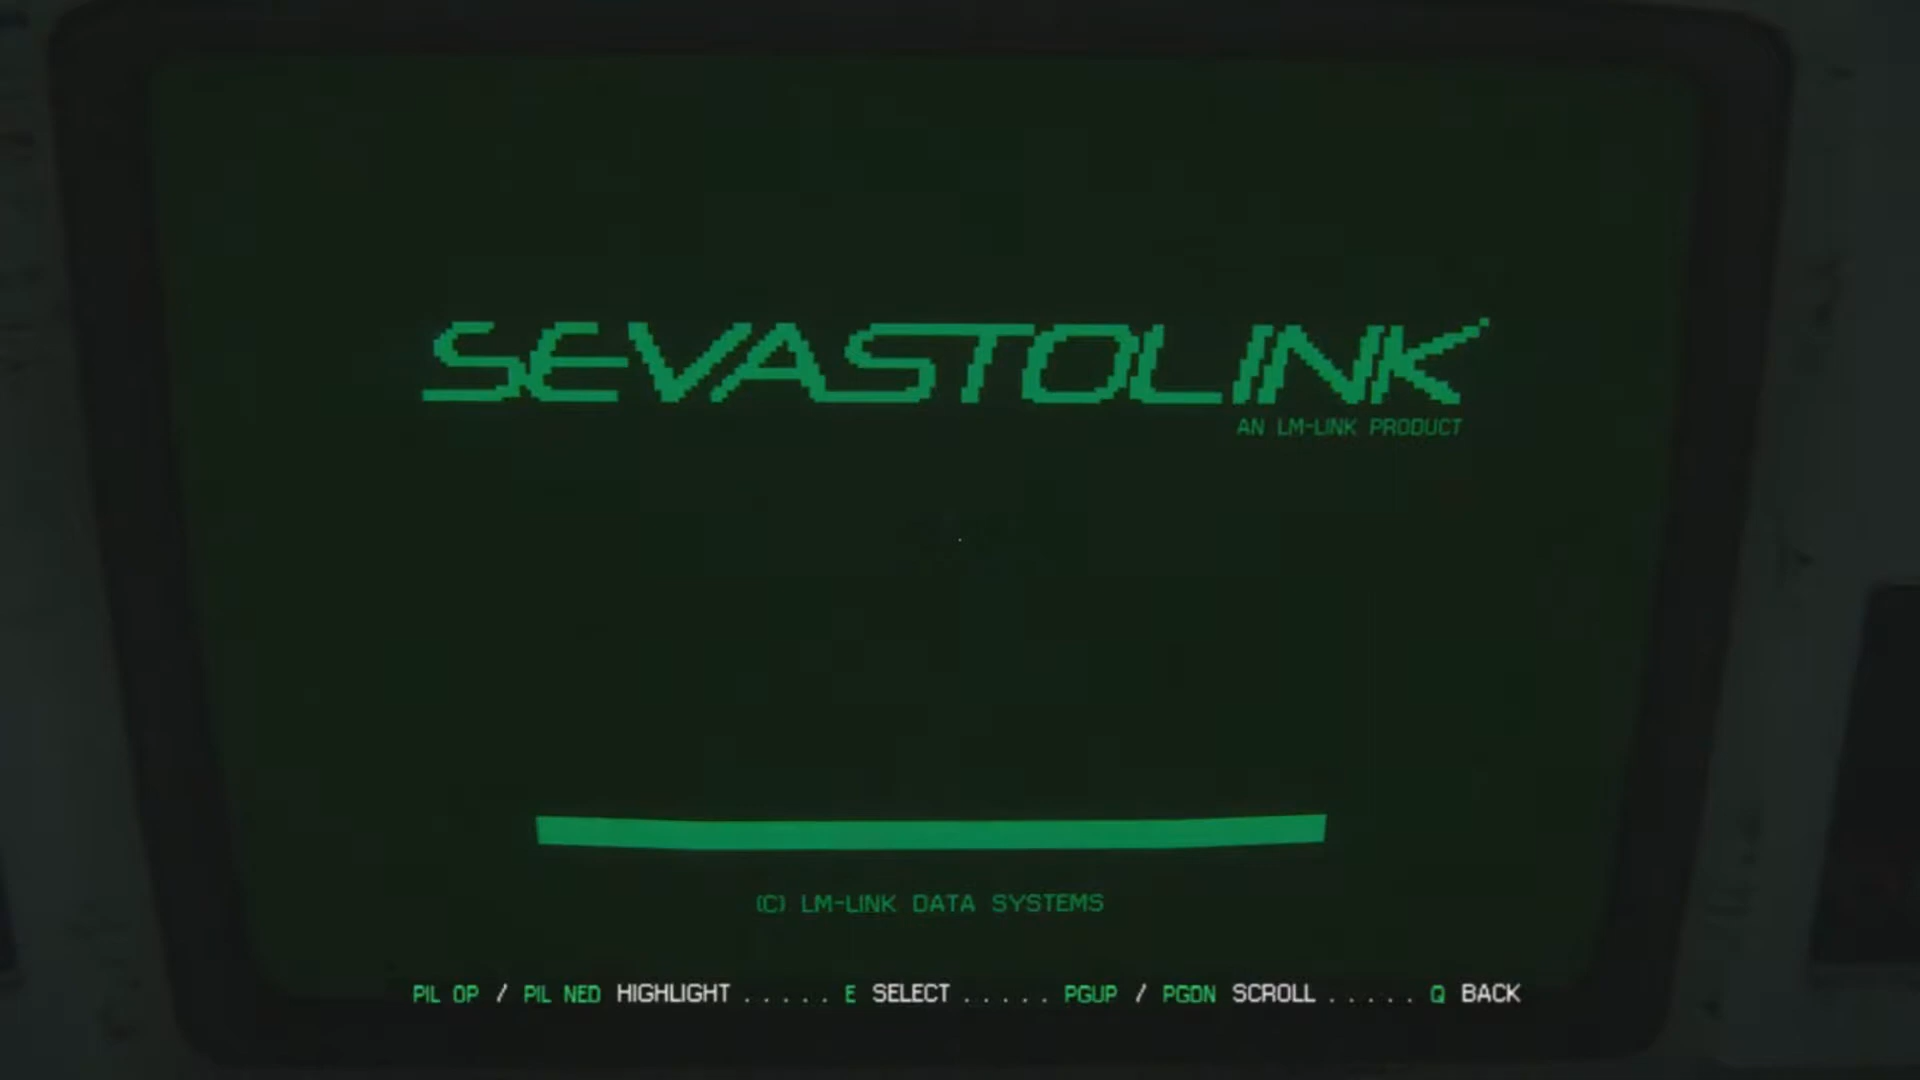 SEVASTOLINK
AN LM-LINK PRODUCT
(C) LM-LINK DATA SYSTEMS
PIL OP / PIL NED HIGHLIGHT ..... E SELECT ..... PGUP / PGDN SCROLL ..... Q BACK